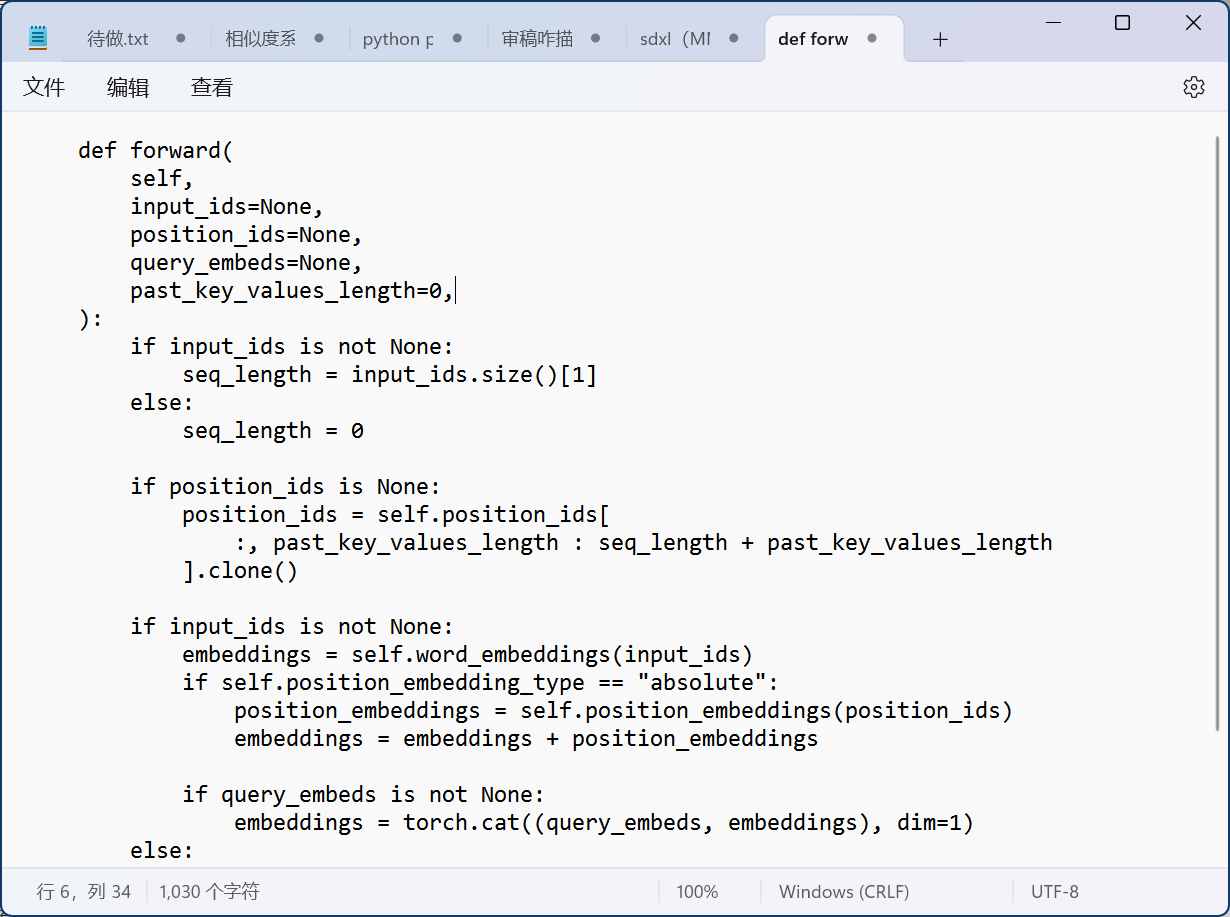 待做.txt 相似度系 python p 审稿咋描 sdxl（MI def forw
文件 编辑 查看
def forward(
    self,
    input_ids=None,
    position_ids=None,
    query_embeds=None,
    past_key_values_length=0,
):
    if input_ids is not None:
        seq_length = input_ids.size()[1]
    else:
        seq_length = 0

    if position_ids is None:
        position_ids = self.position_ids[
            :, past_key_values_length : seq_length + past_key_values_length
        ].clone()

    if input_ids is not None:
        embeddings = self.word_embeddings(input_ids)
        if self.position_embedding_type == "absolute":
            position_embeddings = self.position_embeddings(position_ids)
            embeddings = embeddings + position_embeddings

        if query_embeds is not None:
            embeddings = torch.cat((query_embeds, embeddings), dim=1)
    else:
行 6，列 34 1,030 个字符 100% Windows (CRLF) UTF-8